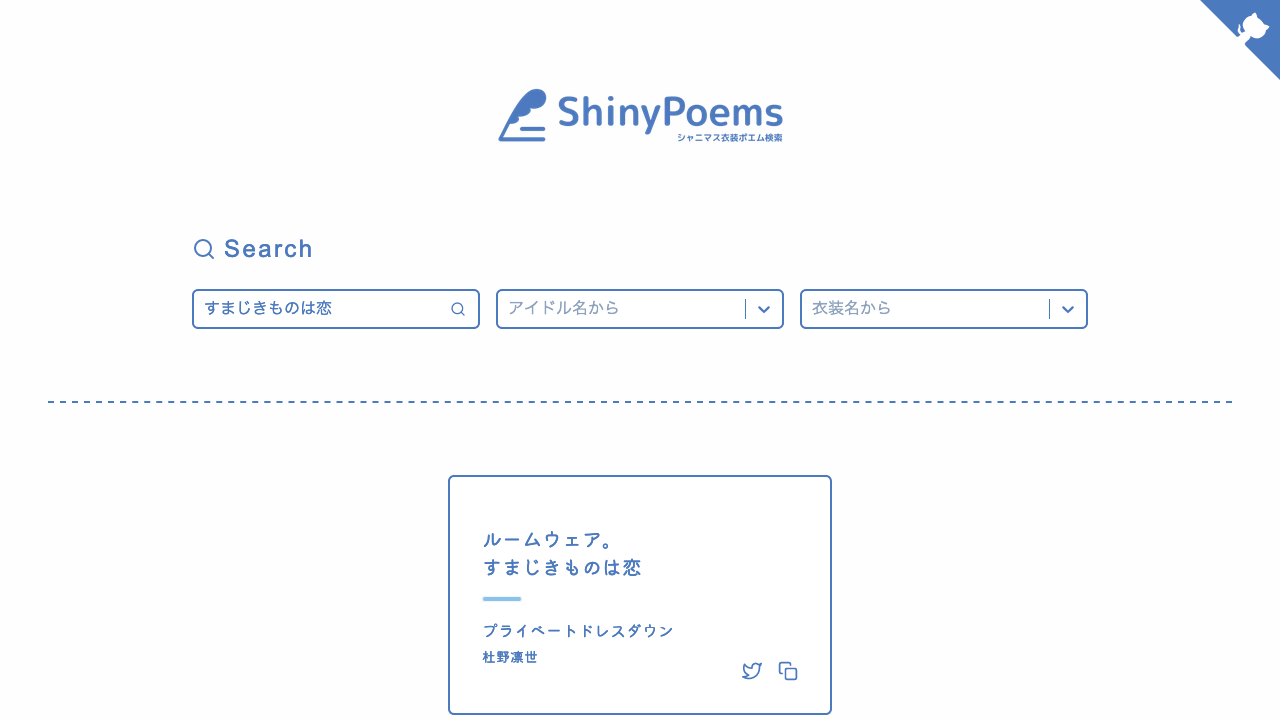 ShinyPoems
シャニマス衣装ポエム検索
Search
すまじきものは恋
アイドル名から
衣装名から
ルームウェア。
すまじきものは恋
プライベートドレスダウン
杜野凛世